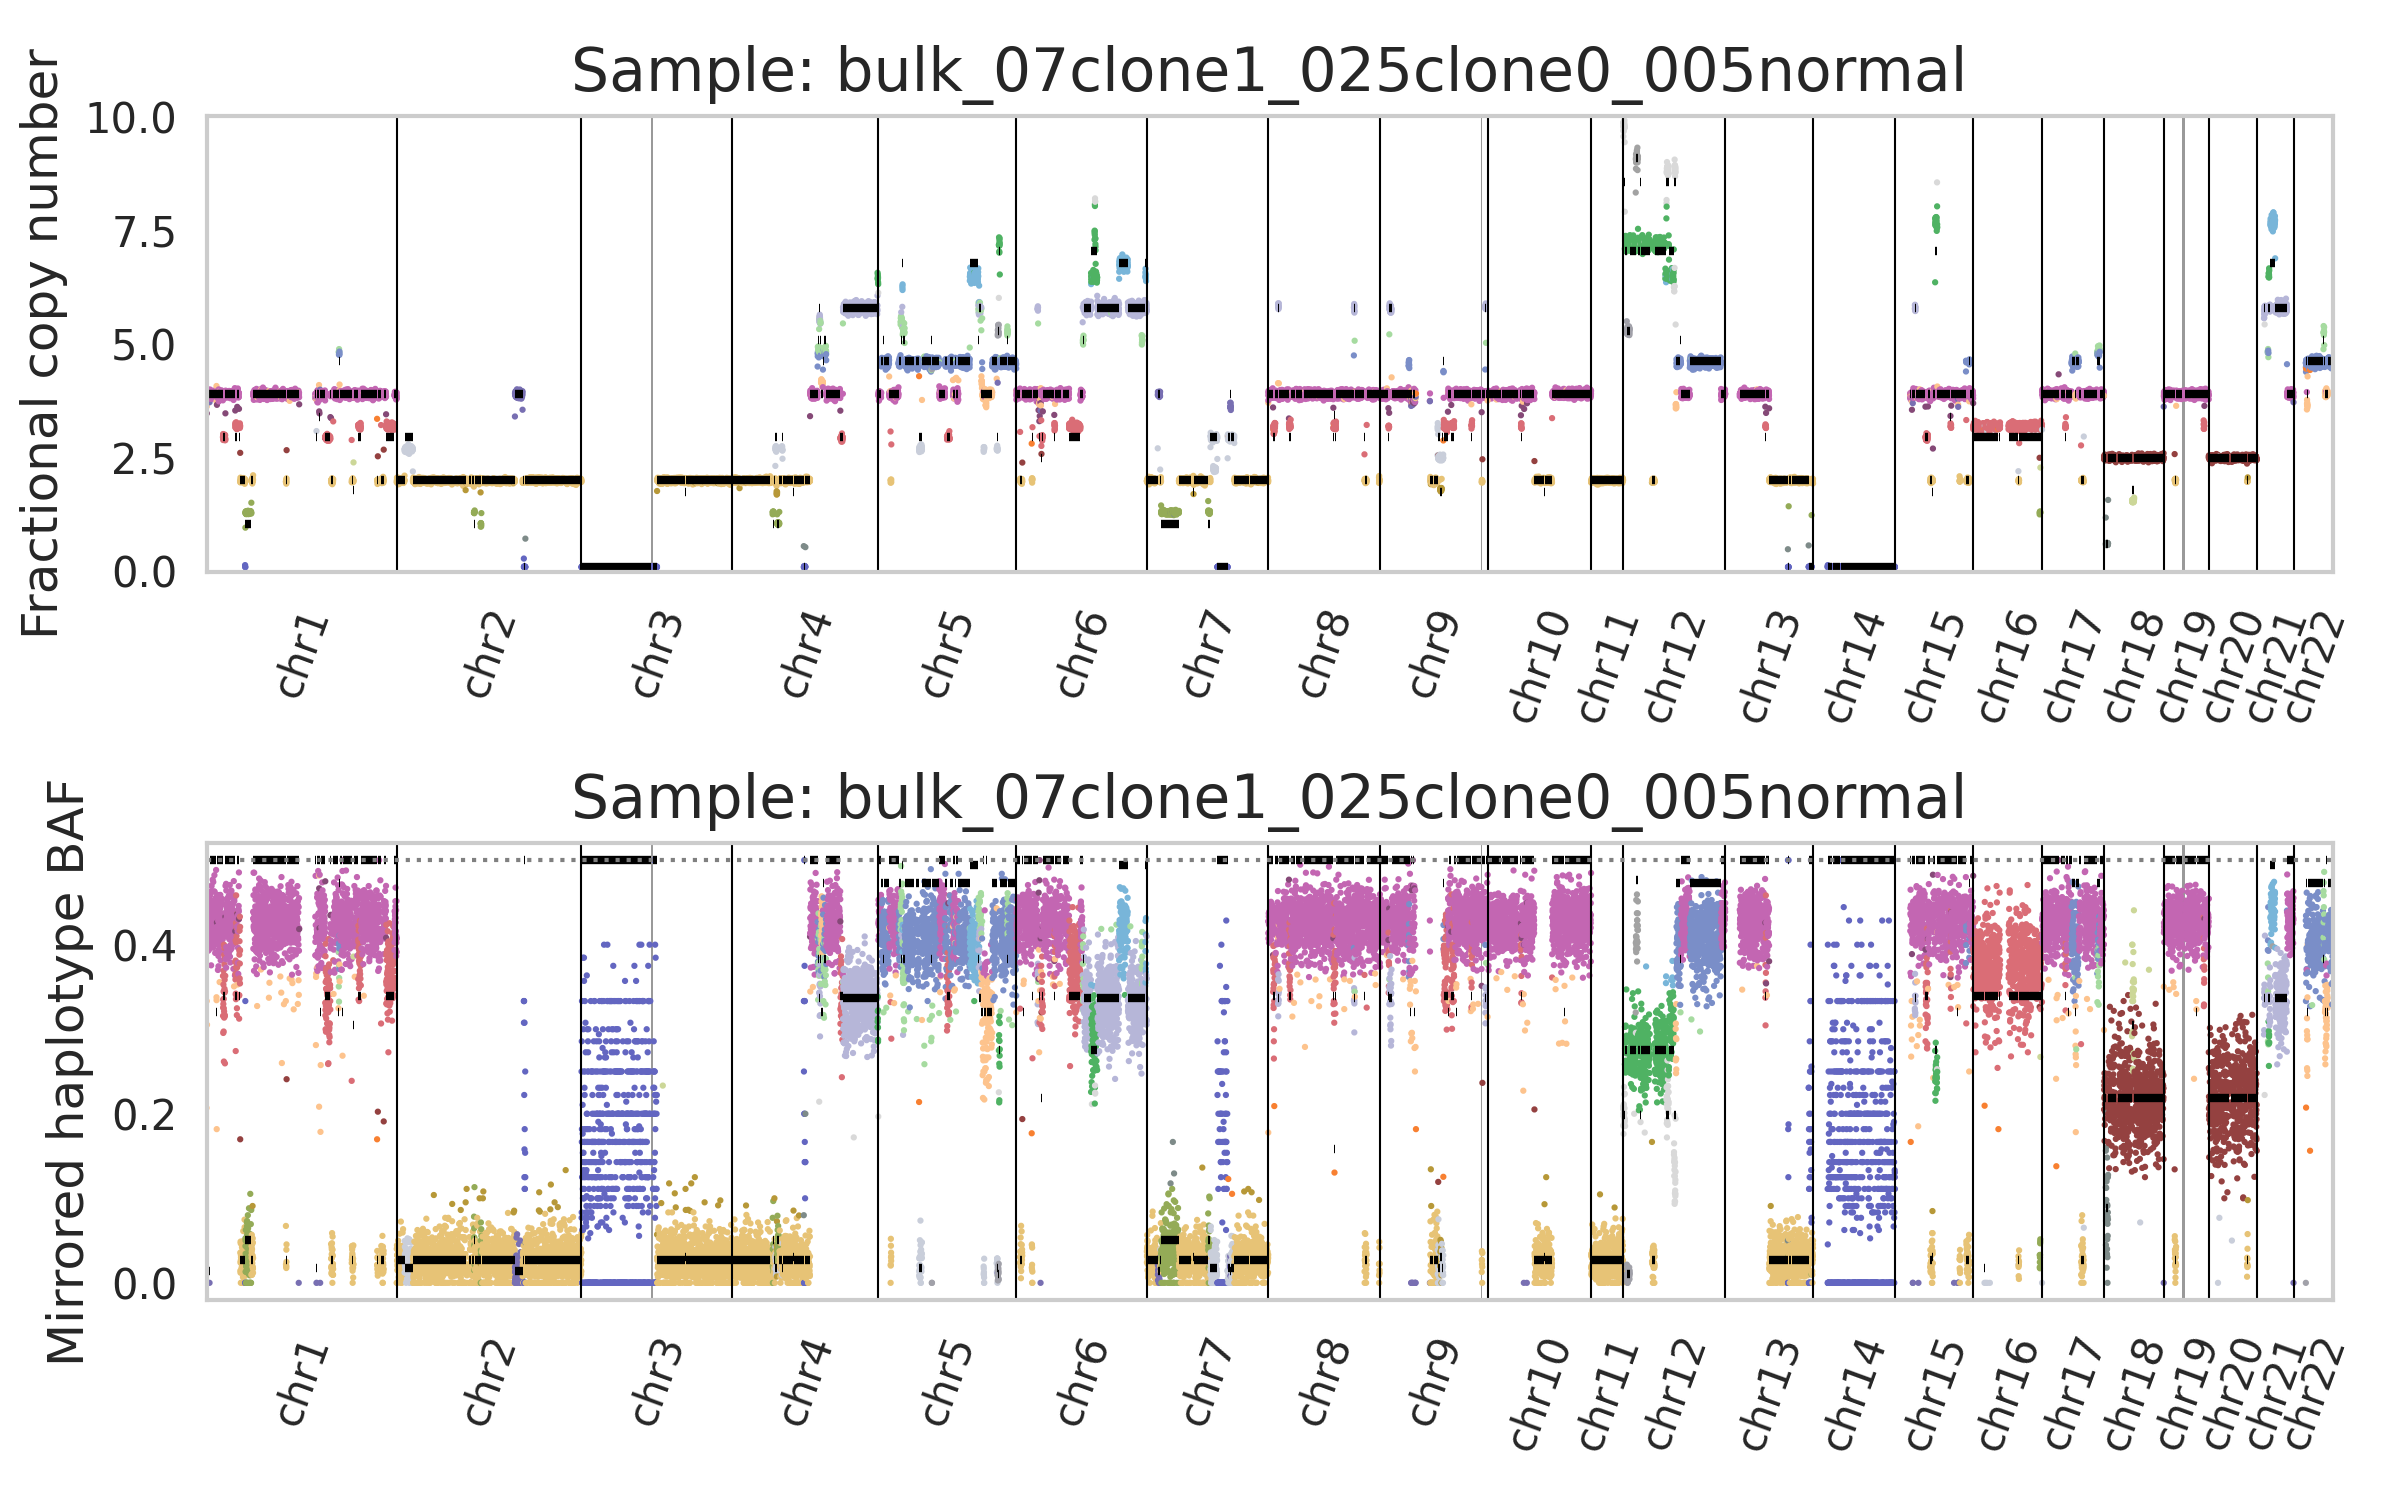 Sample: bulk_07clone1_025clone0_005normal
Fractional copy number
10.0
7.5
5.0
2.5
0.0
chr1
chr2
chr3
chr4
chr5
chr6
chr7
chr8
chr9
chr10
chr11
chr12
chr13
chr14
chr15
chr16
chr17
chr18
chr19
chr20
chr21
chr22
Sample: bulk_07clone1_025clone0_005normal
Mirrored haplotype BAF
0.4
0.2
0.0
chr1
chr2
chr3
chr4
chr5
chr6
chr7
chr8
chr9
chr10
chr11
chr12
chr13
chr14
chr15
chr16
chr17
chr18
chr19
chr20
chr21
chr22